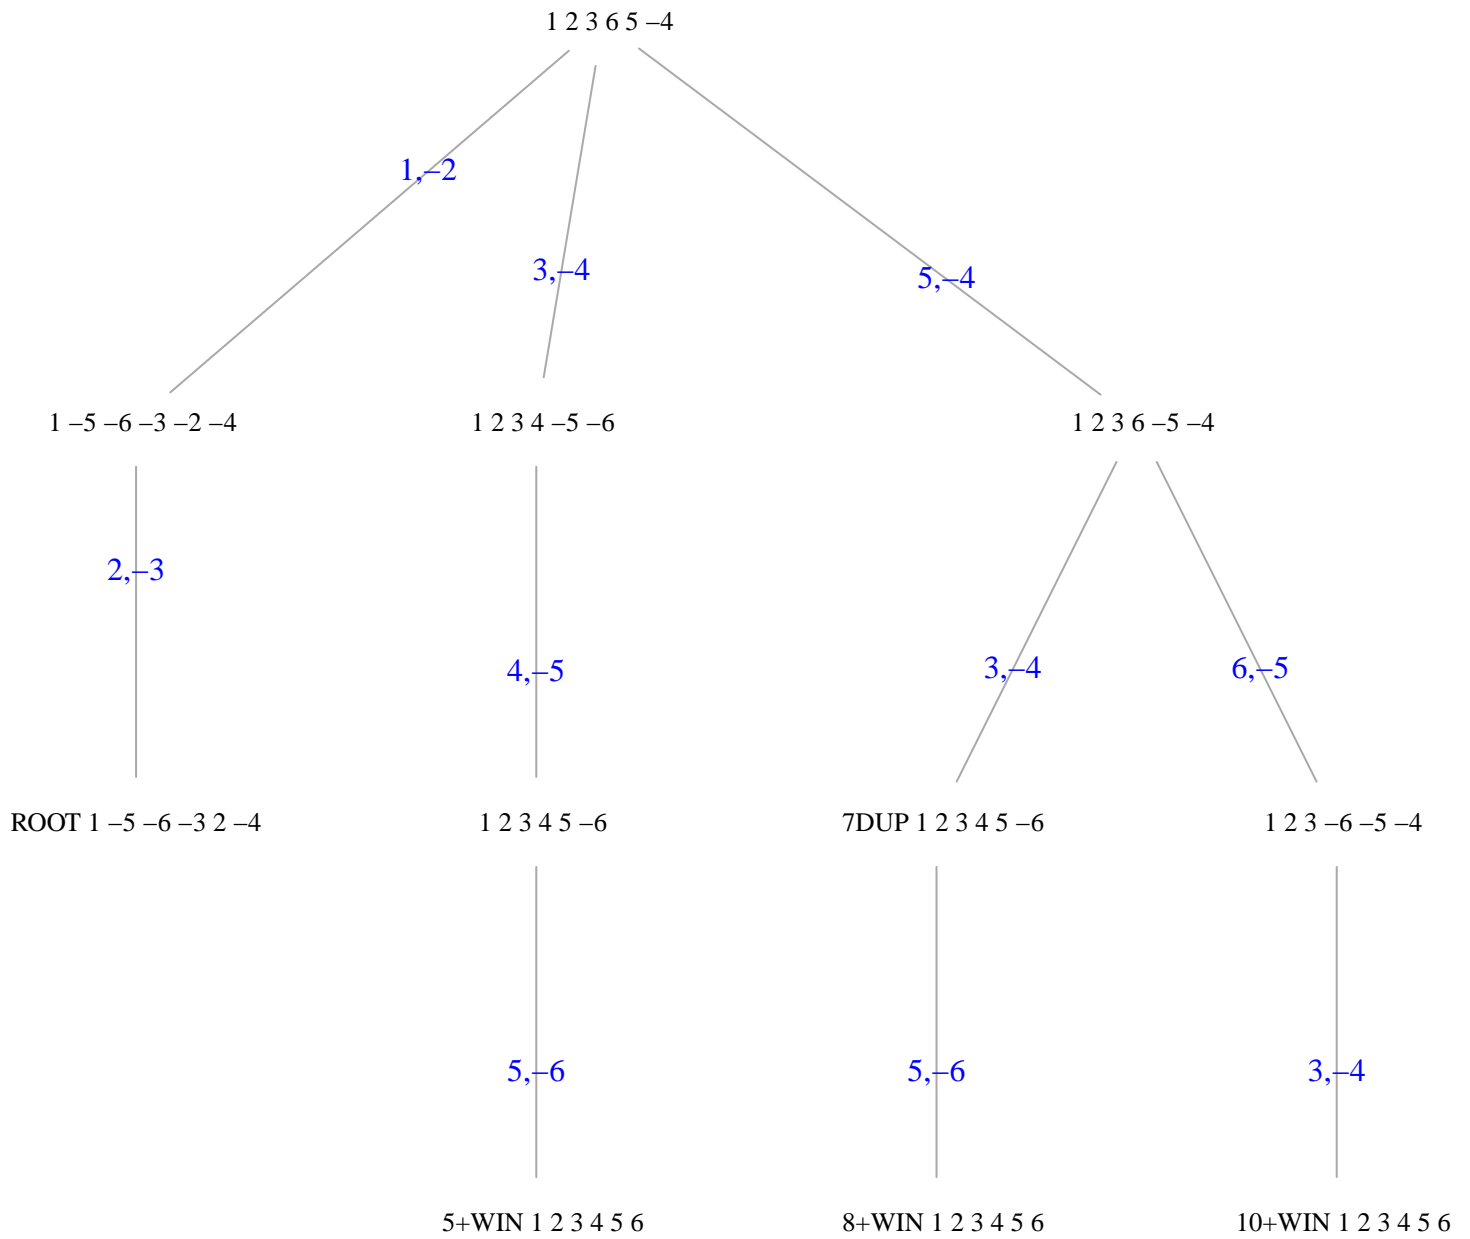 1 2 3 6 5 –4
1,–2
3,–4
5,–4
1 –5 –6 –3 –2 –4
1 2 3 4 –5 –6
1 2 3 6 –5 –4
2,–3
4,–5
3,–4
6,–5
ROOT 1 –5 –6 –3 2 –4
1 2 3 4 5 –6
7DUP 1 2 3 4 5 –6
1 2 3 –6 –5 –4
5,–6
5,–6
3,–4
5+WIN 1 2 3 4 5 6
8+WIN 1 2 3 4 5 6
10+WIN 1 2 3 4 5 6